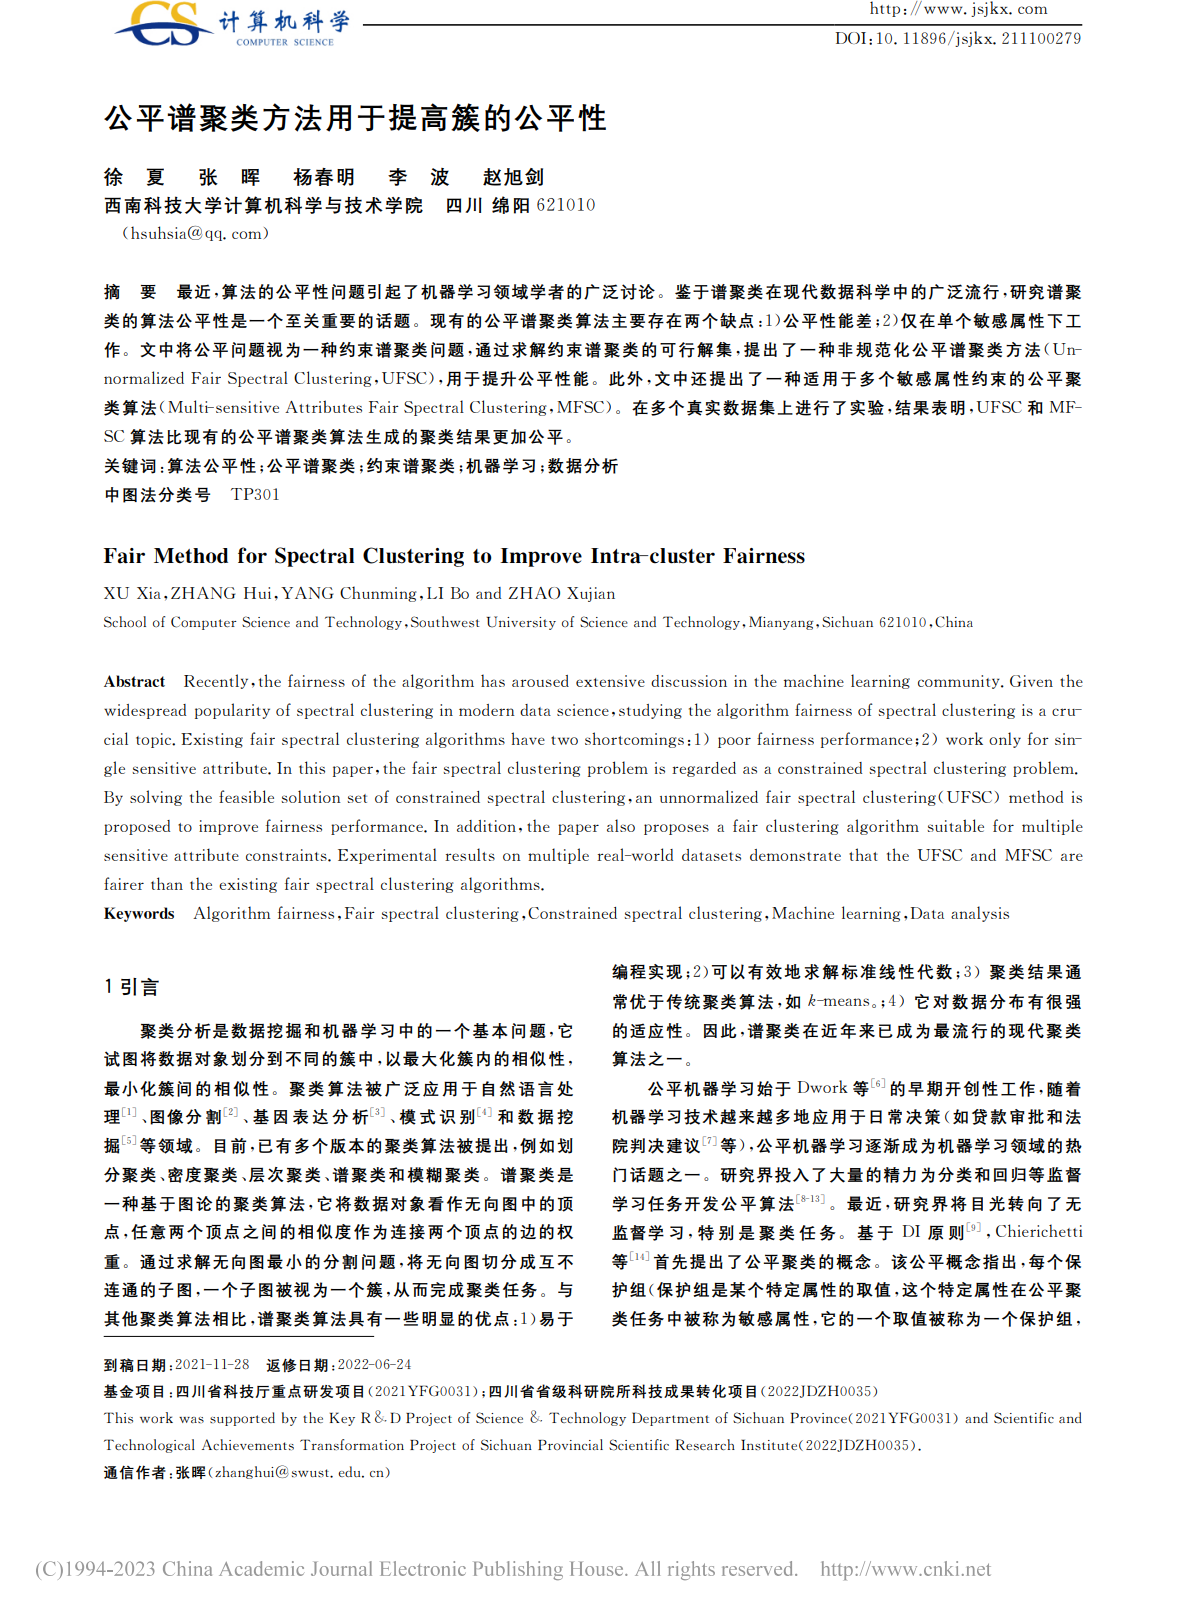 计算机科学
COMPUTER SCIENCE
http://www.jsjkx.com
DOI:10.11896/jsjkx.211100279
公平谱聚类方法用于提高簇的公平性
徐 夏 张 晖 杨春明 李 波 赵旭剑
西南科技大学计算机科学与技术学院 四川 绵阳 621010
(hsuhsia@qq.com)
摘 要 最近,算法的公平性问题引起了机器学习领域学者的广泛讨论。鉴于谱聚类在现代数据科学中的广泛流行,研究谱聚
类的算法公平性是一个至关重要的话题。现有的公平谱聚类算法主要存在两个缺点:1)公平性能差;2)仅在单个敏感属性下工
作。文中将公平问题视为一种约束谱聚类问题,通过求解约束谱聚类的可行解集,提出了一种非规范化公平谱聚类方法(Un-
normalized Fair Spectral Clustering,UFSC),用于提升公平性能。此外,文中还提出了一种适用于多个敏感属性约束的公平聚
类算法(Multi-sensitive Attributes Fair Spectral Clustering,MFSC)。在多个真实数据集上进行了实验,结果表明,UFSC 和 MF-
SC 算法比现有的公平谱聚类算法生成的聚类结果更加公平。
关键词:算法公平性;公平谱聚类;约束谱聚类;机器学习;数据分析
中图法分类号 TP301
Fair Method for Spectral Clustering to Improve Intra-cluster Fairness
XU Xia,ZHANG Hui,YANG Chunming,LI Bo and ZHAO Xujian
School of Computer Science and Technology,Southwest University of Science and Technology,Mianyang,Sichuan 621010,China
Abstract Recently,the fairness of the algorithm has aroused extensive discussion in the machine learning community. Given the
widespread popularity of spectral clustering in modern data science,studying the algorithm fairness of spectral clustering is a cru-
cial topic. Existing fair spectral clustering algorithms have two shortcomings:1) poor fairness performance;2) work only for sin-
gle sensitive attribute. In this paper,the fair spectral clustering problem is regarded as a constrained spectral clustering problem.
By solving the feasible solution set of constrained spectral clustering,an unnormalized fair spectral clustering(UFSC) method is
proposed to improve fairness performance. In addition,the paper also proposes a fair clustering algorithm suitable for multiple
sensitive attribute constraints. Experimental results on multiple real-world datasets demonstrate that the UFSC and MFSC are
fairer than the existing fair spectral clustering algorithms.
Keywords Algorithm fairness,Fair spectral clustering,Constrained spectral clustering,Machine learning,Data analysis
1 引言
聚类分析是数据挖掘和机器学习中的一个基本问题,它
试图将数据对象划分到不同的簇中,以最大化簇内的相似性,
最小化簇间的相似性。聚类算法被广泛应用于自然语言处
理[1]、图像分割[2]、基因表达分析[3]、模式识别[4]和数据挖
掘[5]等领域。目前,已有多个版本的聚类算法被提出,例如划
分聚类、密度聚类、层次聚类、谱聚类和模糊聚类。谱聚类是
一种基于图论的聚类算法,它将数据对象看作无向图中的顶
点,任意两个顶点之间的相似度作为连接两个顶点的边的权
重。通过求解无向图最小的分割问题,将无向图切分成互不
连通的子图,一个子图被视为一个簇,从而完成聚类任务。与
其他聚类算法相比,谱聚类算法具有一些明显的优点:1)易于
编程实现;2)可以有效地求解标准线性代数;3) 聚类结果通
常优于传统聚类算法,如 k-means。;4) 它对数据分布有很强
的适应性。因此,谱聚类在近年来已成为最流行的现代聚类
算法之一。
公平机器学习始于 Dwork 等[6]的早期开创性工作,随着
机器学习技术越来越多地应用于日常决策(如贷款审批和法
院判决建议[7]等),公平机器学习逐渐成为机器学习领域的热
门话题之一。研究界投入了大量的精力为分类和回归等监督
学习任务开发公平算法[8-13]。最近,研究界将目光转向了无
监督学习,特别是聚类任务。基于 DI 原则[9],Chierichetti
等[14]首先提出了公平聚类的概念。该公平概念指出,每个保
护组(保护组是某个特定属性的取值,这个特定属性在公平聚
类任务中被称为敏感属性,它的一个取值被称为一个保护组,
到稿日期:2021-11-28 返修日期:2022-06-24
基金项目:四川省科技厅重点研发项目(2021YFG0031);四川省省级科研院所科技成果转化项目(2022JDZH0035)
This work was supported by the Key R&D Project of Science & Technology Department of Sichuan Province(2021YFG0031) and Scientific and
Technological Achievements Transformation Project of Sichuan Provincial Scientific Research Institute(2022JDZH0035).
通信作者:张晖(zhanghui@swust.edu.cn)
(C)1994-2023 China Academic Journal Electronic Publishing House. All rights reserved. http://www.cnki.net